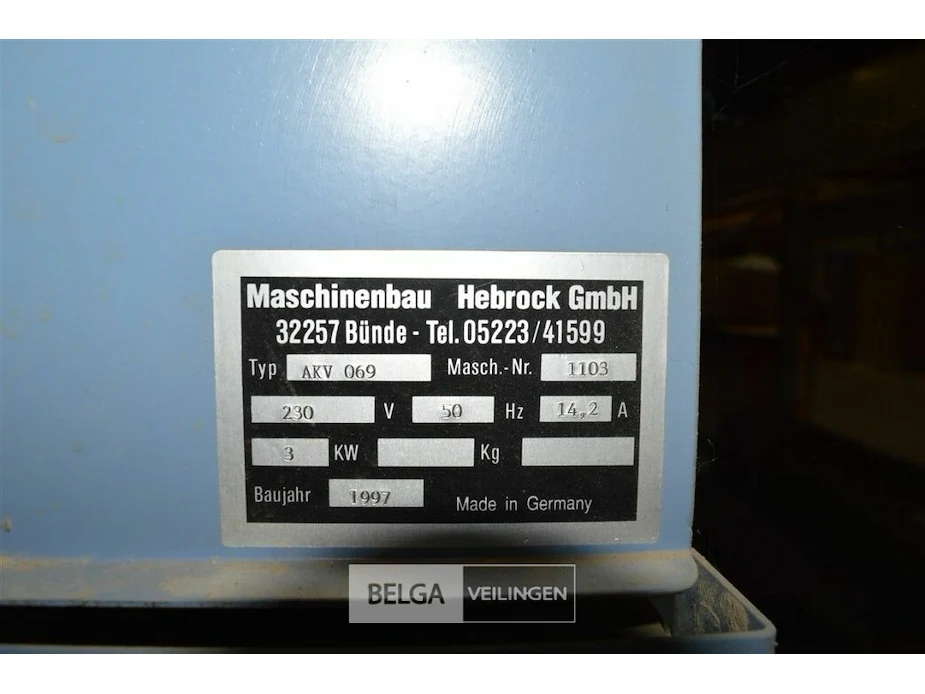 Maschinenbau Hebrock GmbH
32257 Bünde - Tel. 05223/41599
Typ AKV 069 Masch.-Nr. 1103
230 V 50 Hz 14,2 A
3 KW Kg
Baujahr 1997 Made in Germany
BELGA VEILINGEN